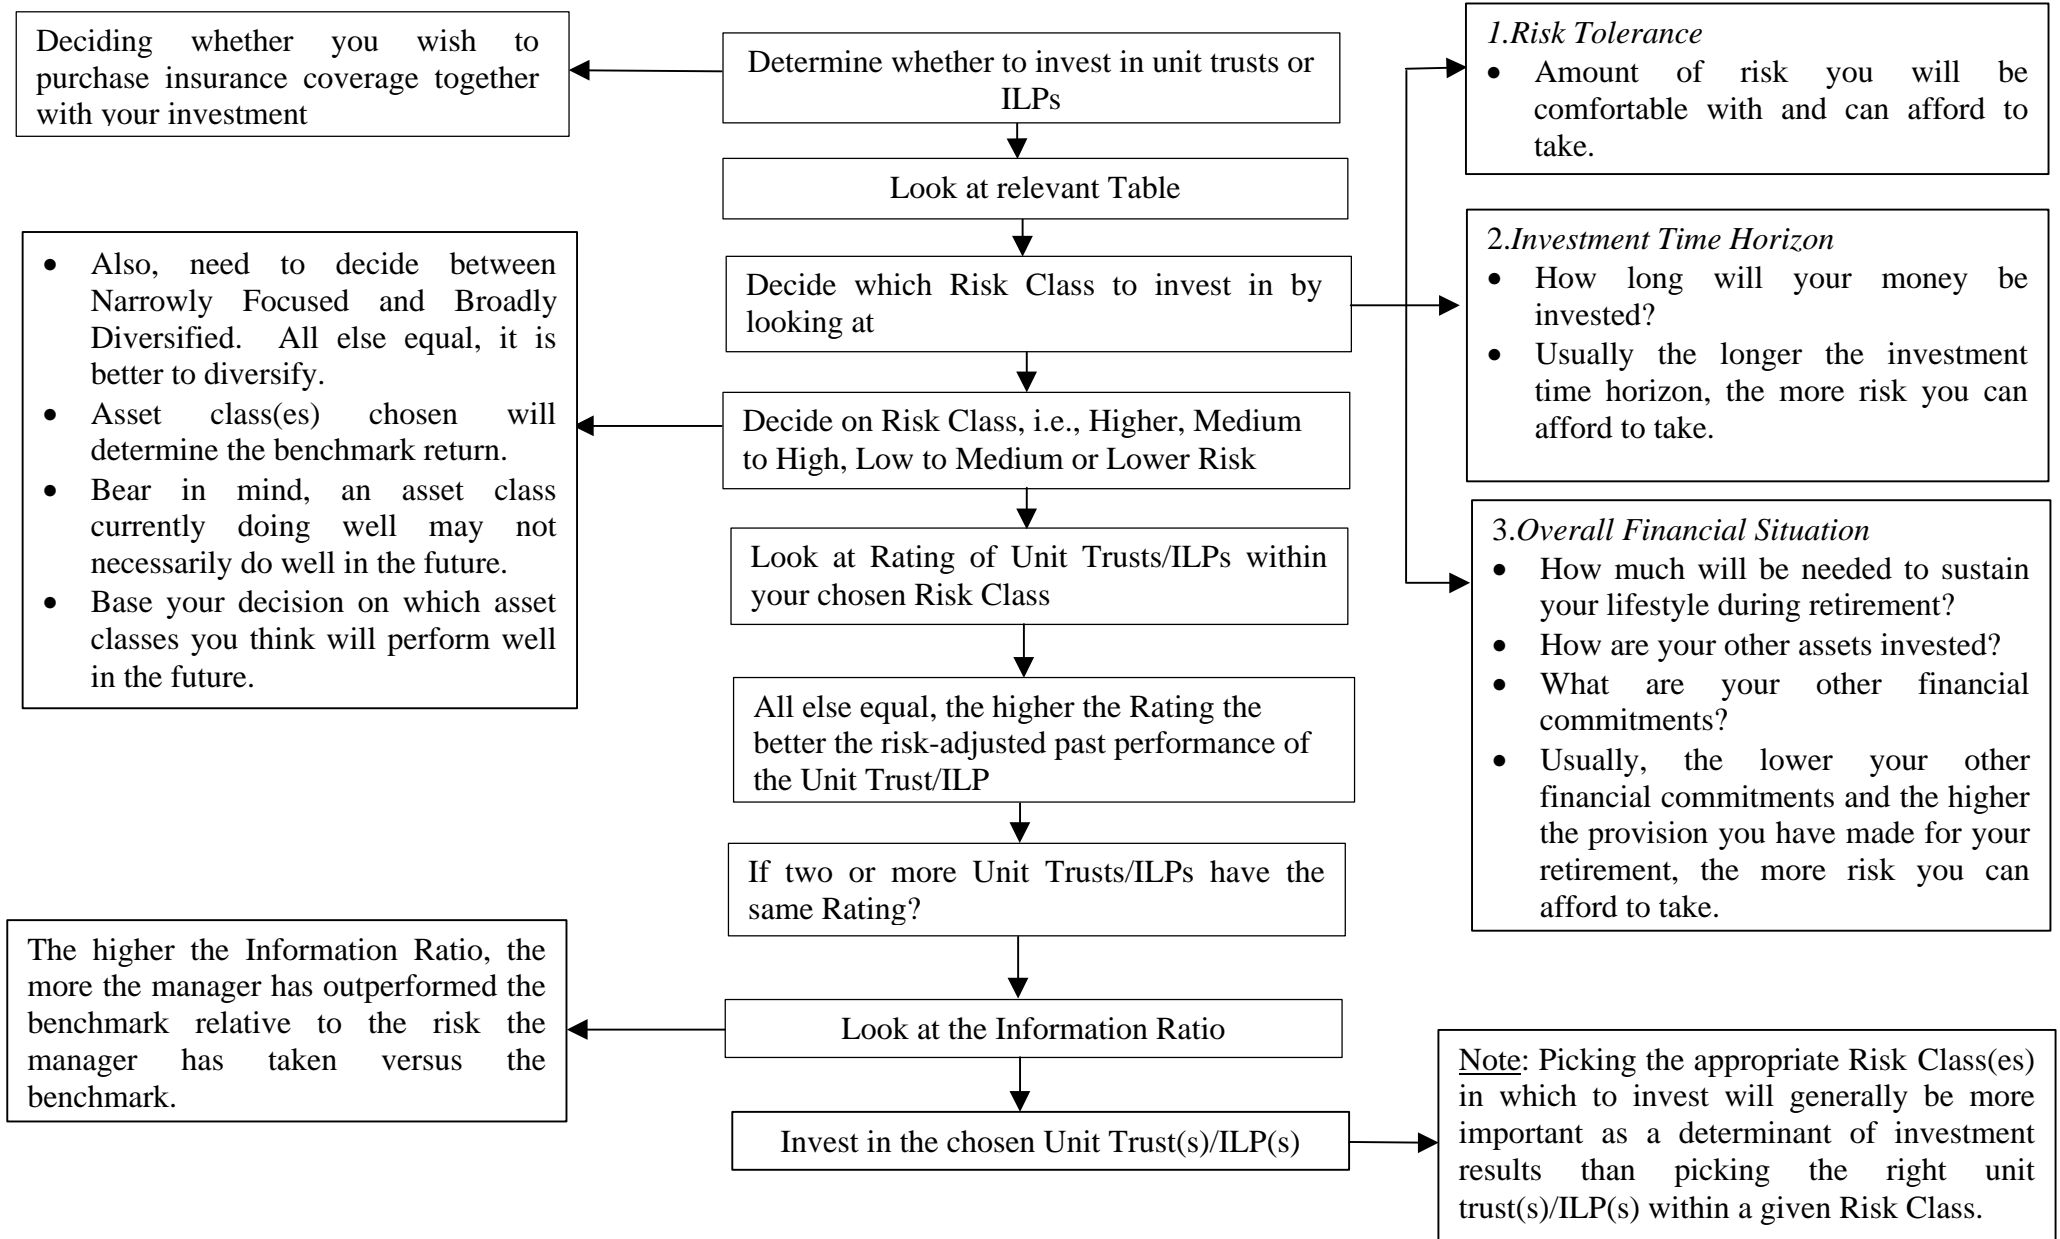 Deciding whether you wish to
purchase insurance coverage together
with your investment
Determine whether to invest in unit trusts or
ILPs
1.Risk Tolerance
• Amount of risk you will be
comfortable with and can afford to
take.
Look at relevant Table
2.Investment Time Horizon
• How long will your money be
invested?
• Usually the longer the investment
time horizon, the more risk you can
afford to take.
• Also, need to decide between
Narrowly Focused and Broadly
Diversified. All else equal, it is
better to diversify.
• Asset class(es) chosen will
determine the benchmark return.
• Bear in mind, an asset class
currently doing well may not
necessarily do well in the future.
• Base your decision on which asset
classes you think will perform well
in the future.
Decide which Risk Class to invest in by
looking at
Decide on Risk Class, i.e., Higher, Medium
to High, Low to Medium or Lower Risk
3.Overall Financial Situation
• How much will be needed to sustain
your lifestyle during retirement?
• How are your other assets invested?
• What are your other financial
commitments?
• Usually, the lower your other
financial commitments and the higher
the provision you have made for your
retirement, the more risk you can
afford to take.
Look at Rating of Unit Trusts/ILPs within
your chosen Risk Class
All else equal, the higher the Rating the
better the risk-adjusted past performance of
the Unit Trust/ILP
If two or more Unit Trusts/ILPs have the
same Rating?
The higher the Information Ratio, the
more the manager has outperformed the
benchmark relative to the risk the
manager has taken versus the
benchmark.
Look at the Information Ratio
Invest in the chosen Unit Trust(s)/ILP(s)
Note: Picking the appropriate Risk Class(es)
in which to invest will generally be more
important as a determinant of investment
results than picking the right unit
trust(s)/ILP(s) within a given Risk Class.